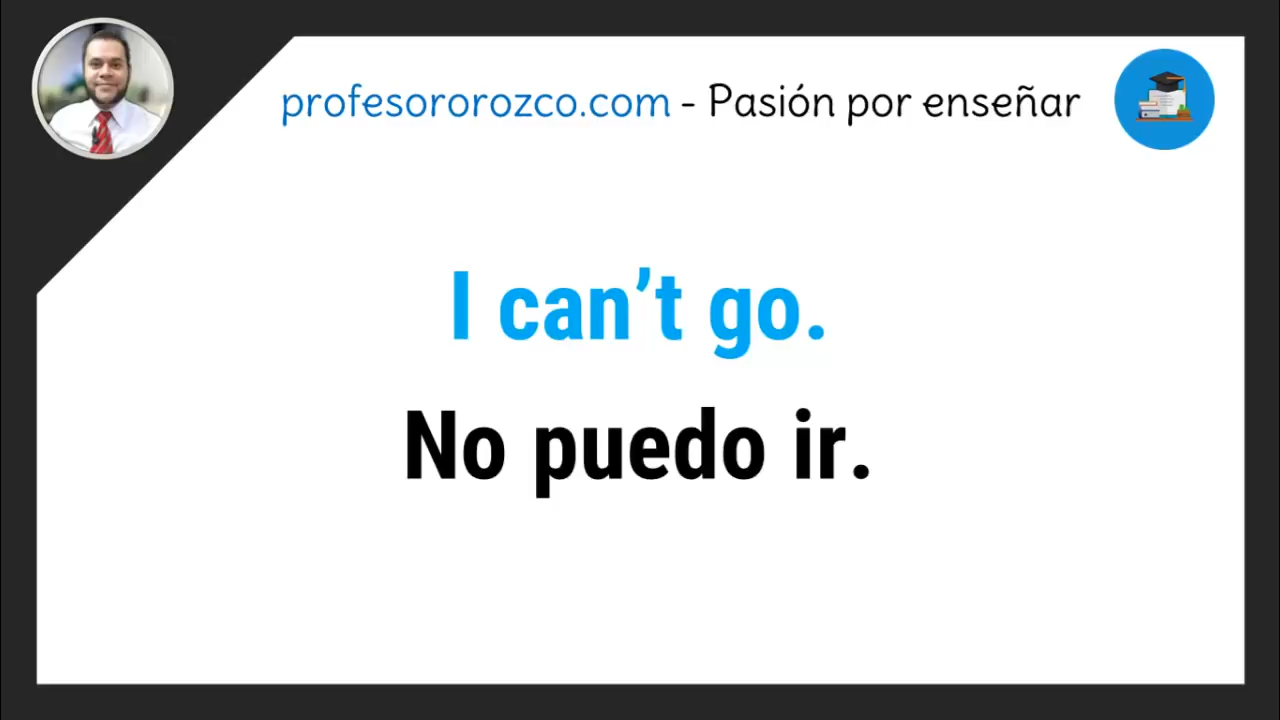 profesororozco.com - Pasión por enseñar
I can’t go.
No puedo ir.